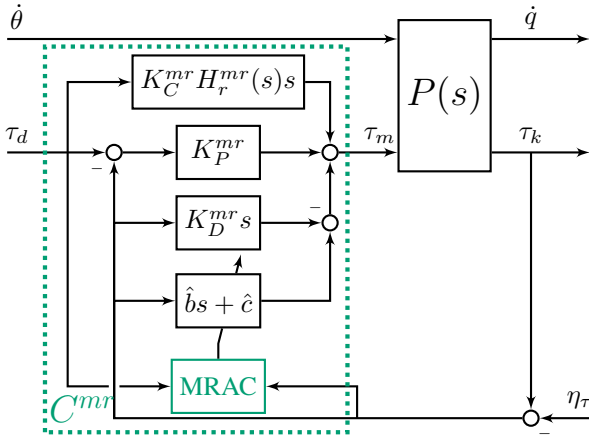 θ̇
q̇
K_C^{mr} H_r^{mr}(s)s
P(s)
τ_d
τ_m
τ_k
-
K_P^{mr}
-
K_D^{mr} s
b̂s + ĉ
MRAC
C^{mr}
η_τ
-